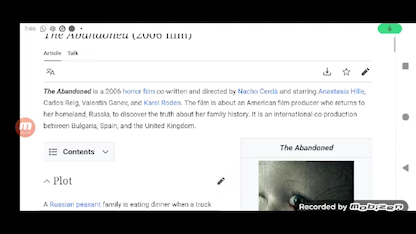 7:46
The Abandoned (2006 film)
Article Talk
The Abandoned is a 2006 horror film co-written and directed by Nacho Cerdà and starring Anastasia Hille,
Carlos Reig, Valentin Ganev, and Karel Roden. The film is about an American film producer who returns to
her homeland, Russia, to discover the truth about her family history. It is an international co production
between Bulgaria, Spain, and the United Kingdom.
Contents
The Abandoned
Plot
A Russian peasant family is eating dinner when a truck
Recorded by
Mobizen